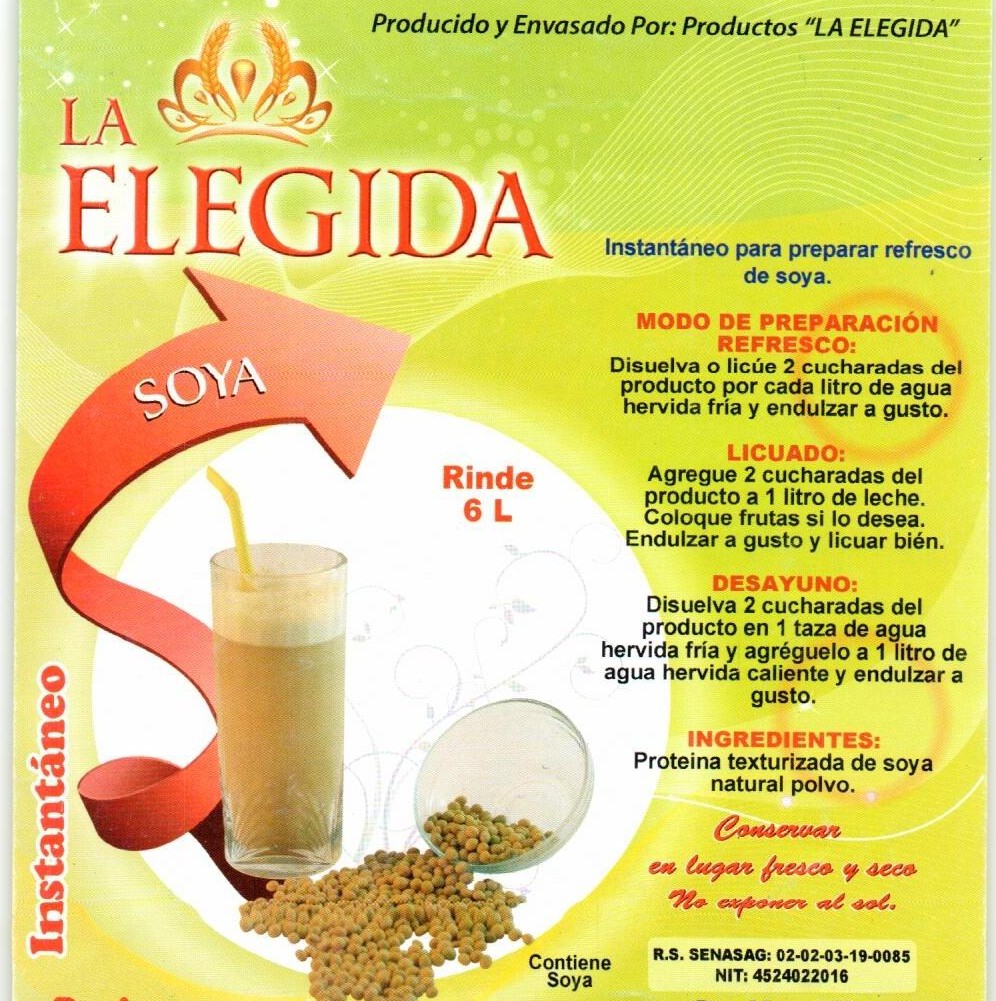 Producido y Envasado Por: Productos "LA ELEGIDA"
LA
ELEGIDA
SOYA
Instantáneo para preparar refresco
de soya.
MODO DE PREPARACIÓN
REFRESCO:
Disuelva o licúe 2 cucharadas del
producto por cada litro de agua
hervida fría y endulzar a gusto.
Rinde
6 L
LICUADO:
Agregue 2 cucharadas del
producto a 1 litro de leche.
Coloque frutas si lo desea.
Endulzar a gusto y licuar bién.
DESAYUNO:
Disuelva 2 cucharadas del
producto en 1 taza de agua
hervida fría y agréguelo a 1 litro de
agua hervida caliente y endulzar a
gusto.
INGREDIENTES:
Proteina texturizada de soya
natural polvo.
Conservar
en lugar fresco y seco
No exponer al sol.
Instantáneo
Contiene
Soya
R.S. SENASAG: 02-02-03-19-0085
NIT: 4524022016